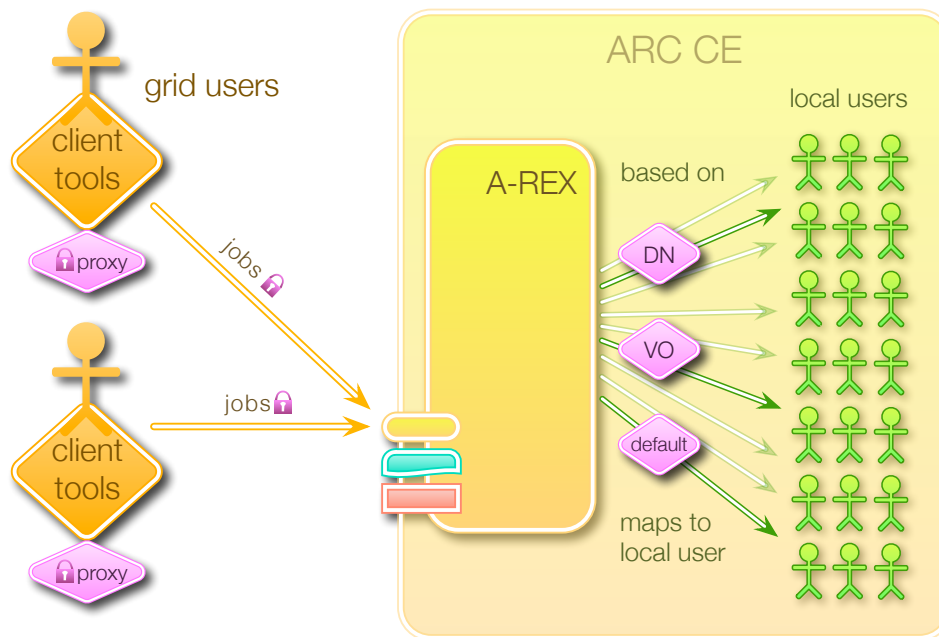 grid users
client
tools
proxy
jobs
client
tools
proxy
jobs
ARC CE
A-REX
local users
based on
DN
VO
default
maps to
local user